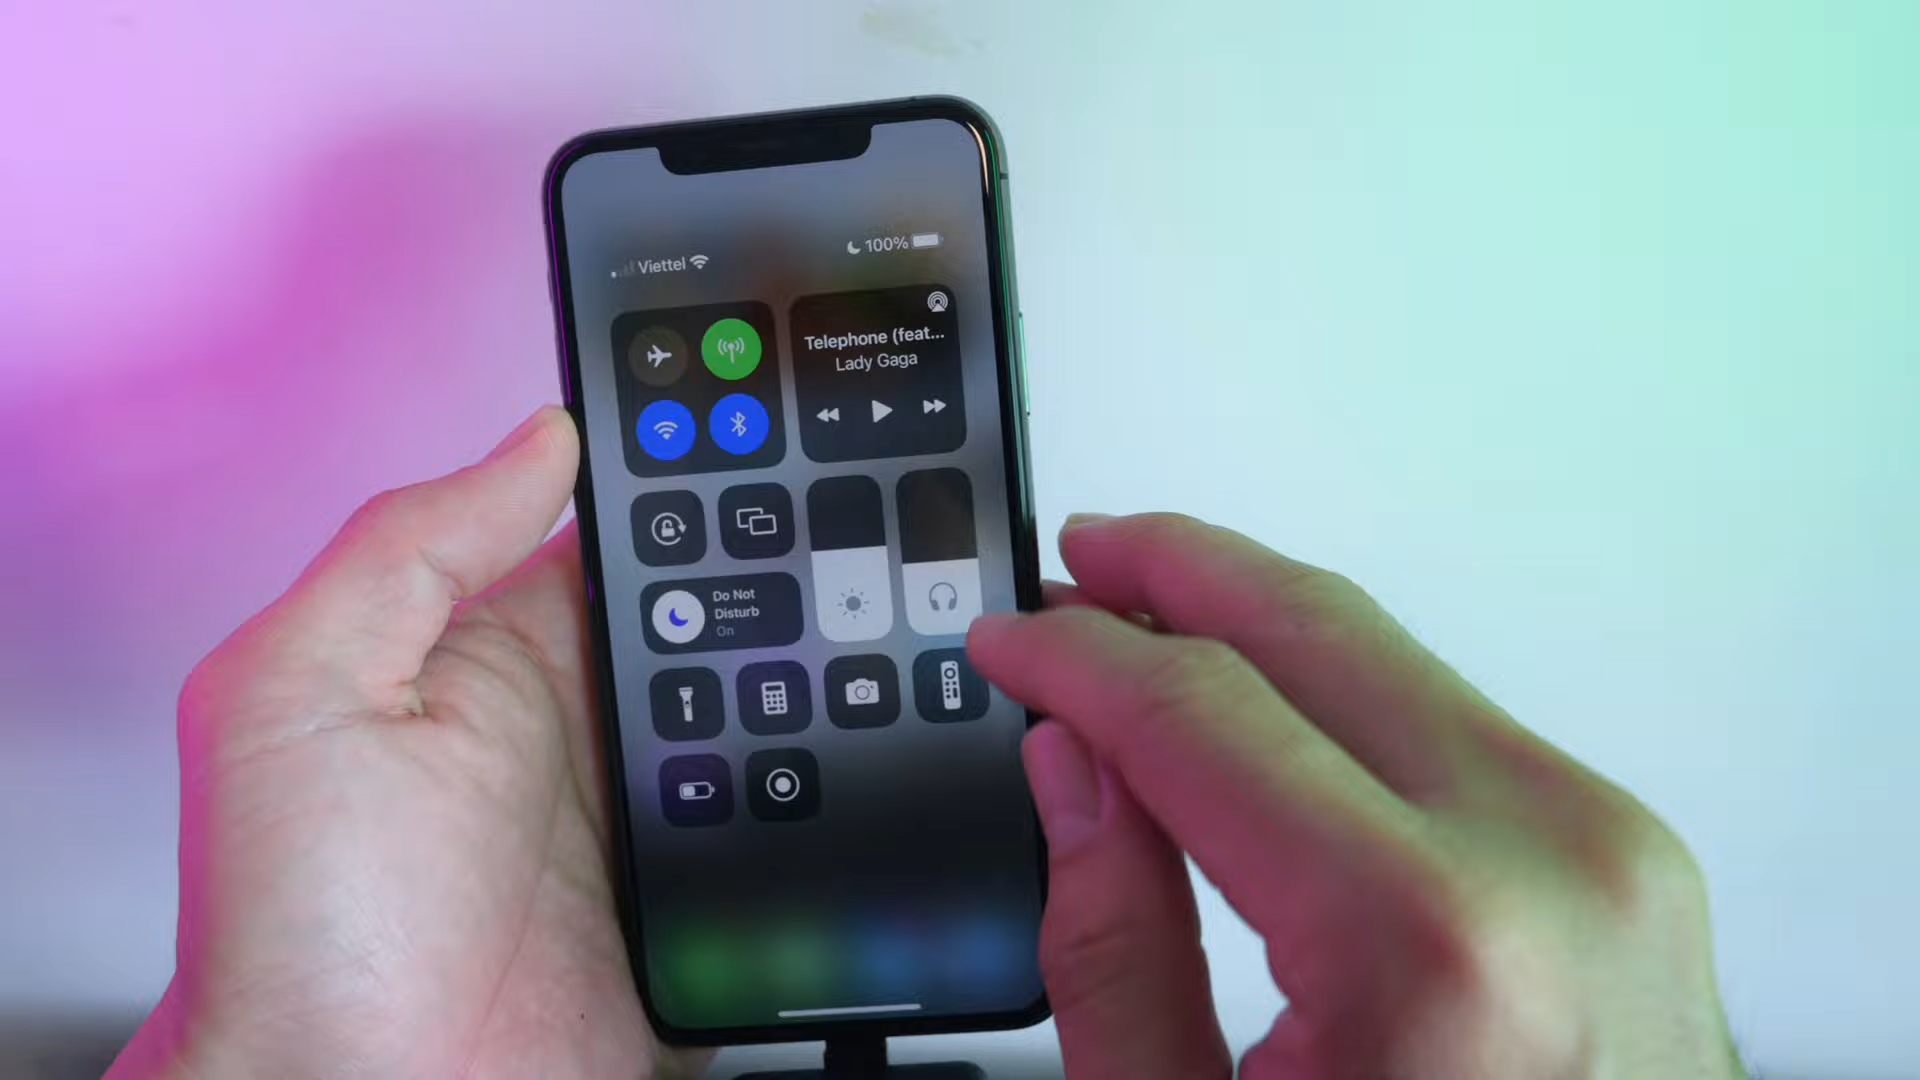 Viettel
100%
Telephone (feat...
Lady Gaga
Do Not
Disturb
On